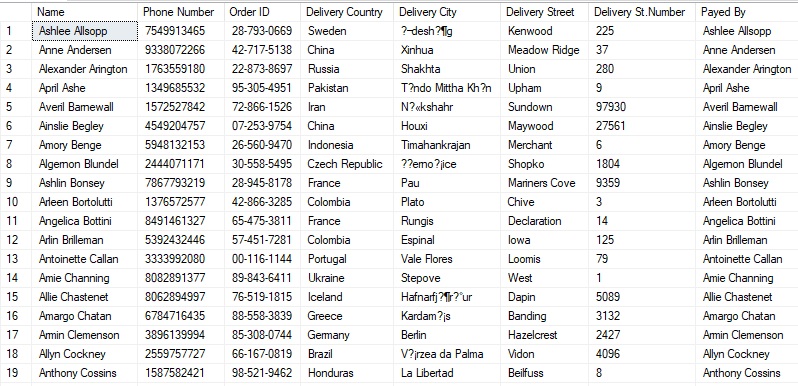 Name Phone Number Order ID Delivery Country Delivery City Delivery Street Delivery St.Number Payed By
1 Ashlee Allsopp 7549913465 28-793-0669 Sweden ?¬desh?¶g Kenwood 225 Ashlee Allsopp
2 Anne Andersen 9338072266 42-717-5138 China Xinhua Meadow Ridge 37 Anne Andersen
3 Alexander Arington 1763559180 22-873-8697 Russia Shakhta Union 280 Alexander Arington
4 April Ashe 1349685532 95-305-4951 Pakistan T?ndo Mittha Kh?n Upham 9 April Ashe
5 Averil Barnewall 1572527842 72-866-1526 Iran N?«kshahr Sundown 97930 Averil Barnewall
6 Ainslie Begley 4549204757 07-253-9754 China Houxi Maywood 27561 Ainslie Begley
7 Amory Benge 5948132153 26-560-9470 Indonesia Timahankrajan Merchant 6 Amory Benge
8 Algernon Blundel 2444071171 30-558-5495 Czech Republic ??erno?¡ice Shopko 1804 Algernon Blundel
9 Ashlin Bonsey 7867793219 28-945-8178 France Pau Mariners Cove 9359 Ashlin Bonsey
10 Arleen Bortolutti 1376572577 42-866-3285 Colombia Plato Chive 3 Arleen Bortolutti
11 Angelica Bottini 8491461327 65-475-3811 France Rungis Declaration 14 Angelica Bottini
12 Arlin Brilleman 5392432446 57-451-7281 Colombia Espinal Iowa 125 Arlin Brilleman
13 Antoinette Callan 3333992080 00-116-1144 Portugal Vale Flores Loomis 79 Antoinette Callan
14 Amie Channing 8082891377 89-843-6411 Ukraine Stepove West 1 Amie Channing
15 Allie Chastenet 8062894997 76-519-1815 Iceland Hafnarfj?¶r?°ur Dapin 5089 Allie Chastenet
16 Amargo Chatan 6784716435 88-558-3839 Greece Kardam?¡s Banding 3132 Amargo Chatan
17 Armin Clemenson 3896139994 85-308-0744 Germany Berlin Hazelcrest 2427 Armin Clemenson
18 Allyn Cockney 2559757727 66-167-0819 Brazil V?¡rzea da Palma Vidon 4096 Allyn Cockney
19 Anthony Cossins 1587582421 98-521-9462 Honduras La Libertad Beilfuss 8 Anthony Cossins